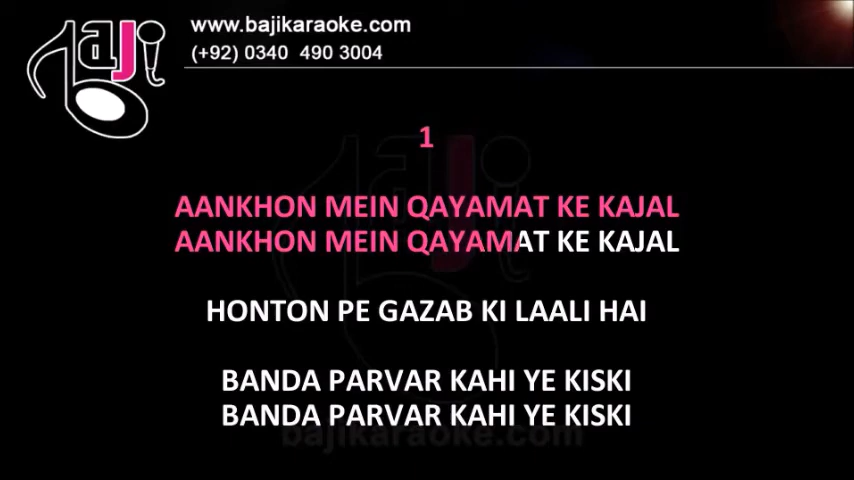 www.bajikaraoke.com
(+92) 0340 490 3004
Baji
1
AANKHON MEIN QAYAMAT KE KAJAL
AANKHON MEIN QAYAMAT KE KAJAL
HONTON PE GAZAB KI LAALI HAI
BANDA PARVAR KAHI YE KISKI
BANDA PARVAR KAHI YE KISKI
bajikaraoke.com